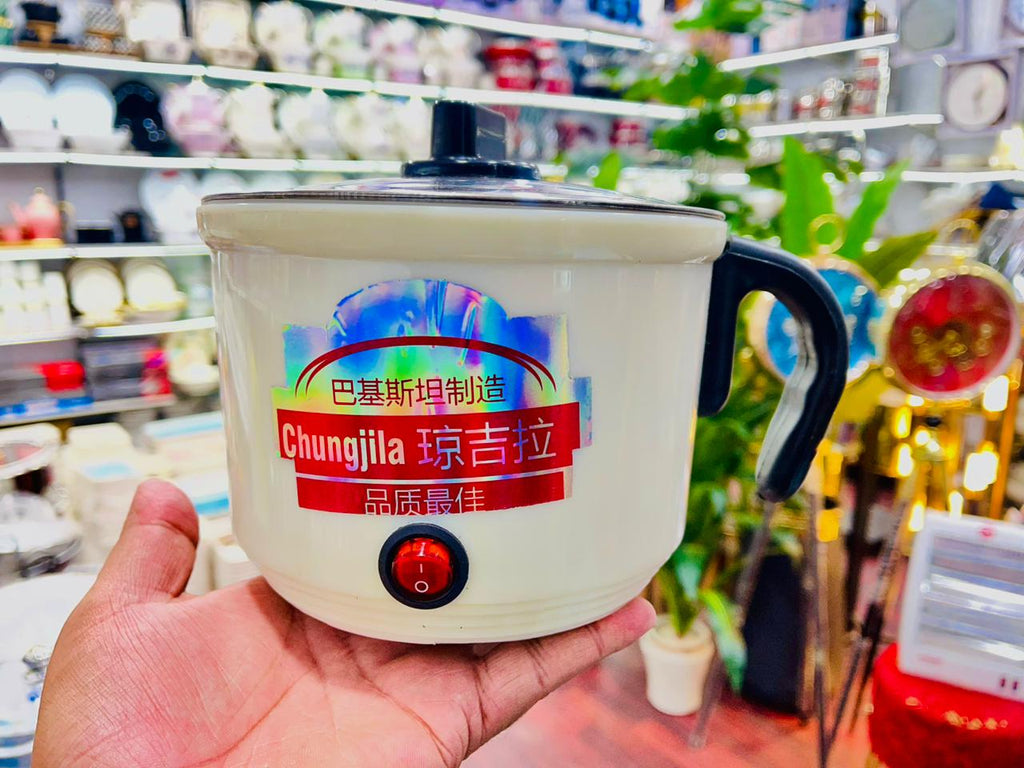 巴基斯坦制造
Chungjila 琼吉拉
品质最佳
I
O